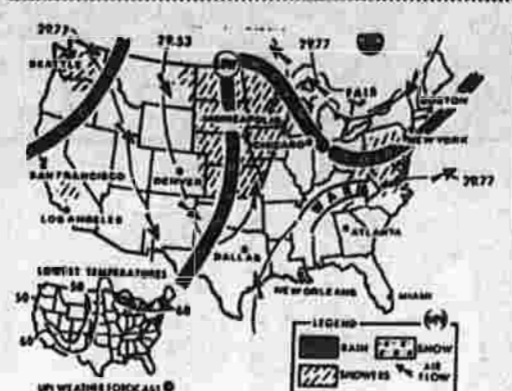 29.77
29.53
29.77
SEATTLE
FAIR
BOSTON
MINNEAPOLIS
NEW YORK
CHICAGO
SAN FRANCISCO
DENVER
29.77
WARM
LOS ANGELES
ATLANTA
DALLAS
LOWEST TEMPERATURES
NEW ORLEANS
MIAMI
50
50
60
60
LEGEND
RAIN
SNOW
SHOWERS
AIR
FLOW
UPI WEATHER FOTOCAST